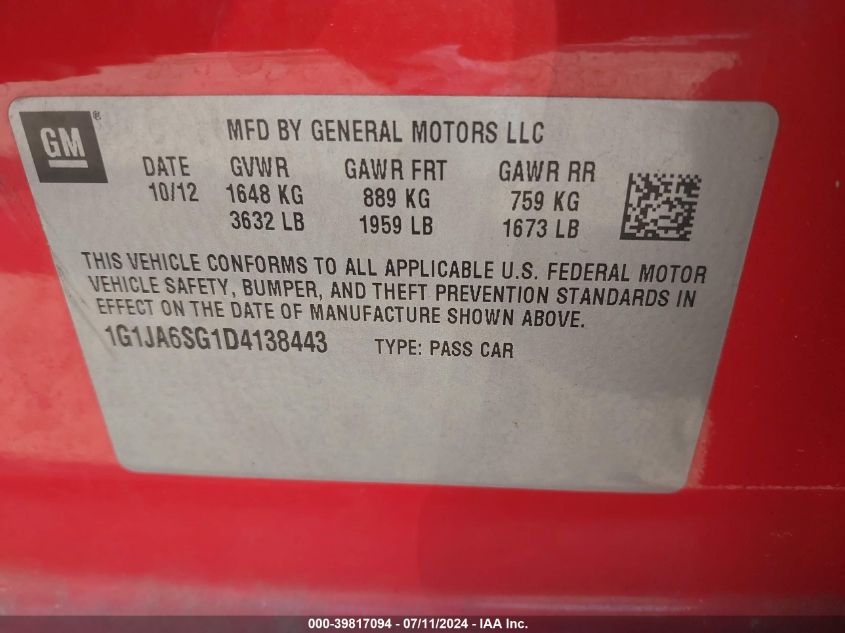 GM®
MFD BY GENERAL MOTORS LLC
DATE GVWR GAWR FRT GAWR RR
10/12 1648 KG 889 KG 759 KG
3632 LB 1959 LB 1673 LB
THIS VEHICLE CONFORMS TO ALL APPLICABLE U.S. FEDERAL MOTOR
VEHICLE SAFETY, BUMPER, AND THEFT PREVENTION STANDARDS IN
EFFECT ON THE DATE OF MANUFACTURE SHOWN ABOVE.
1G1JA6SG1D4138443 TYPE: PASS CAR
000-39817094 - 07/11/2024 - IAA Inc.